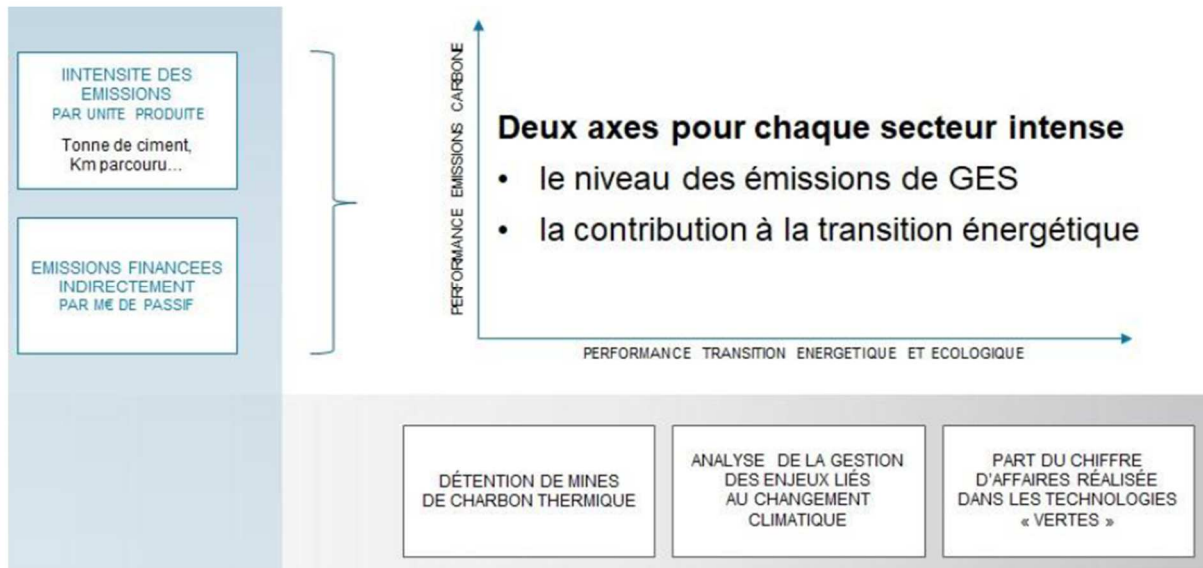 IINTENSITE DES
EMISSIONS
PAR UNITE PRODUITE
Tonne de ciment,
Km parcouru...
EMISSIONS FINANCEES
INDIRECTEMENT
PAR M€ DE PASSIF
PERFORMANCE EMISSIONS CARBONE
Deux axes pour chaque secteur intense
• le niveau des émissions de GES
• la contribution à la transition énergétique
PERFORMANCE TRANSITION ENERGETIQUE ET ECOLOGIQUE
DÉTENTION DE MINES
DE CHARBON THERMIQUE
ANALYSE DE LA GESTION
DES ENJEUX LIÉS
AU CHANGEMENT
CLIMATIQUE
PART DU CHIFFRE
D'AFFAIRES RÉALISÉE
DANS LES TECHNOLOGIES
« VERTES »